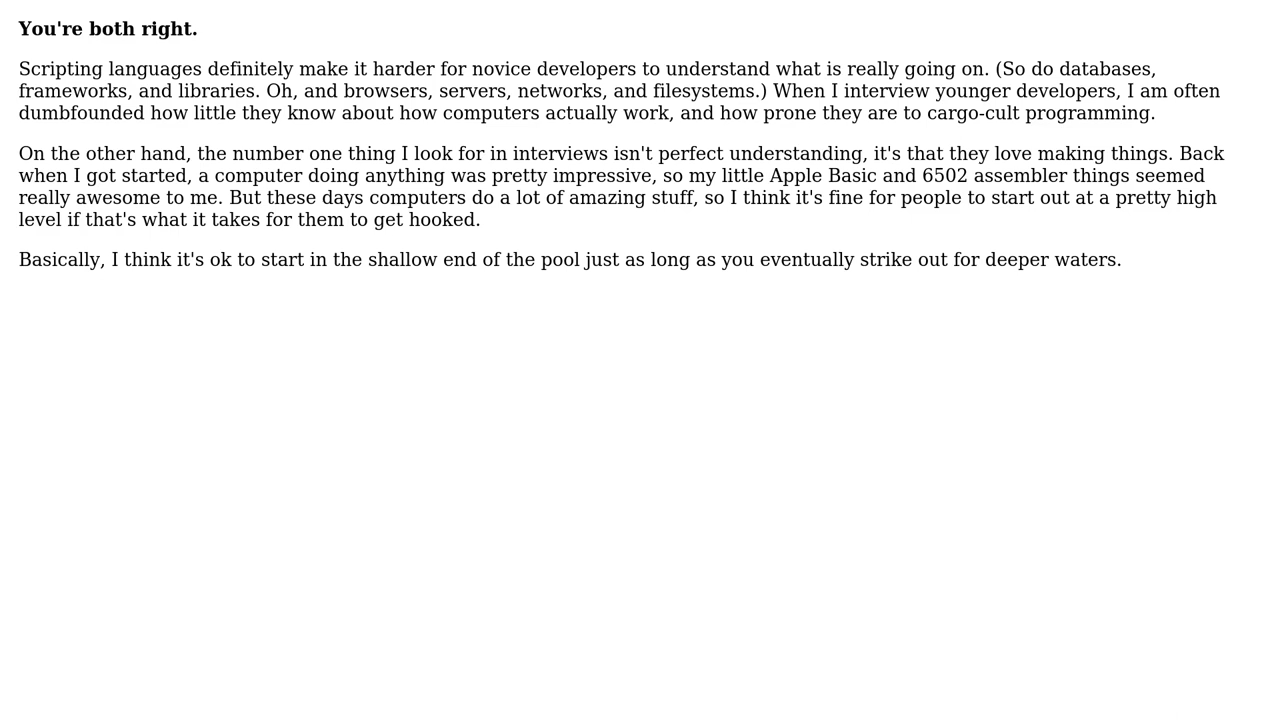 You're both right.
Scripting languages definitely make it harder for novice developers to understand what is really going on. (So do databases,
frameworks, and libraries. Oh, and browsers, servers, networks, and filesystems.) When I interview younger developers, I am often
dumbfounded how little they know about how computers actually work, and how prone they are to cargo-cult programming.
On the other hand, the number one thing I look for in interviews isn't perfect understanding, it's that they love making things. Back
when I got started, a computer doing anything was pretty impressive, so my little Apple Basic and 6502 assembler things seemed
really awesome to me. But these days computers do a lot of amazing stuff, so I think it's fine for people to start out at a pretty high
level if that's what it takes for them to get hooked.
Basically, I think it's ok to start in the shallow end of the pool just as long as you eventually strike out for deeper waters.